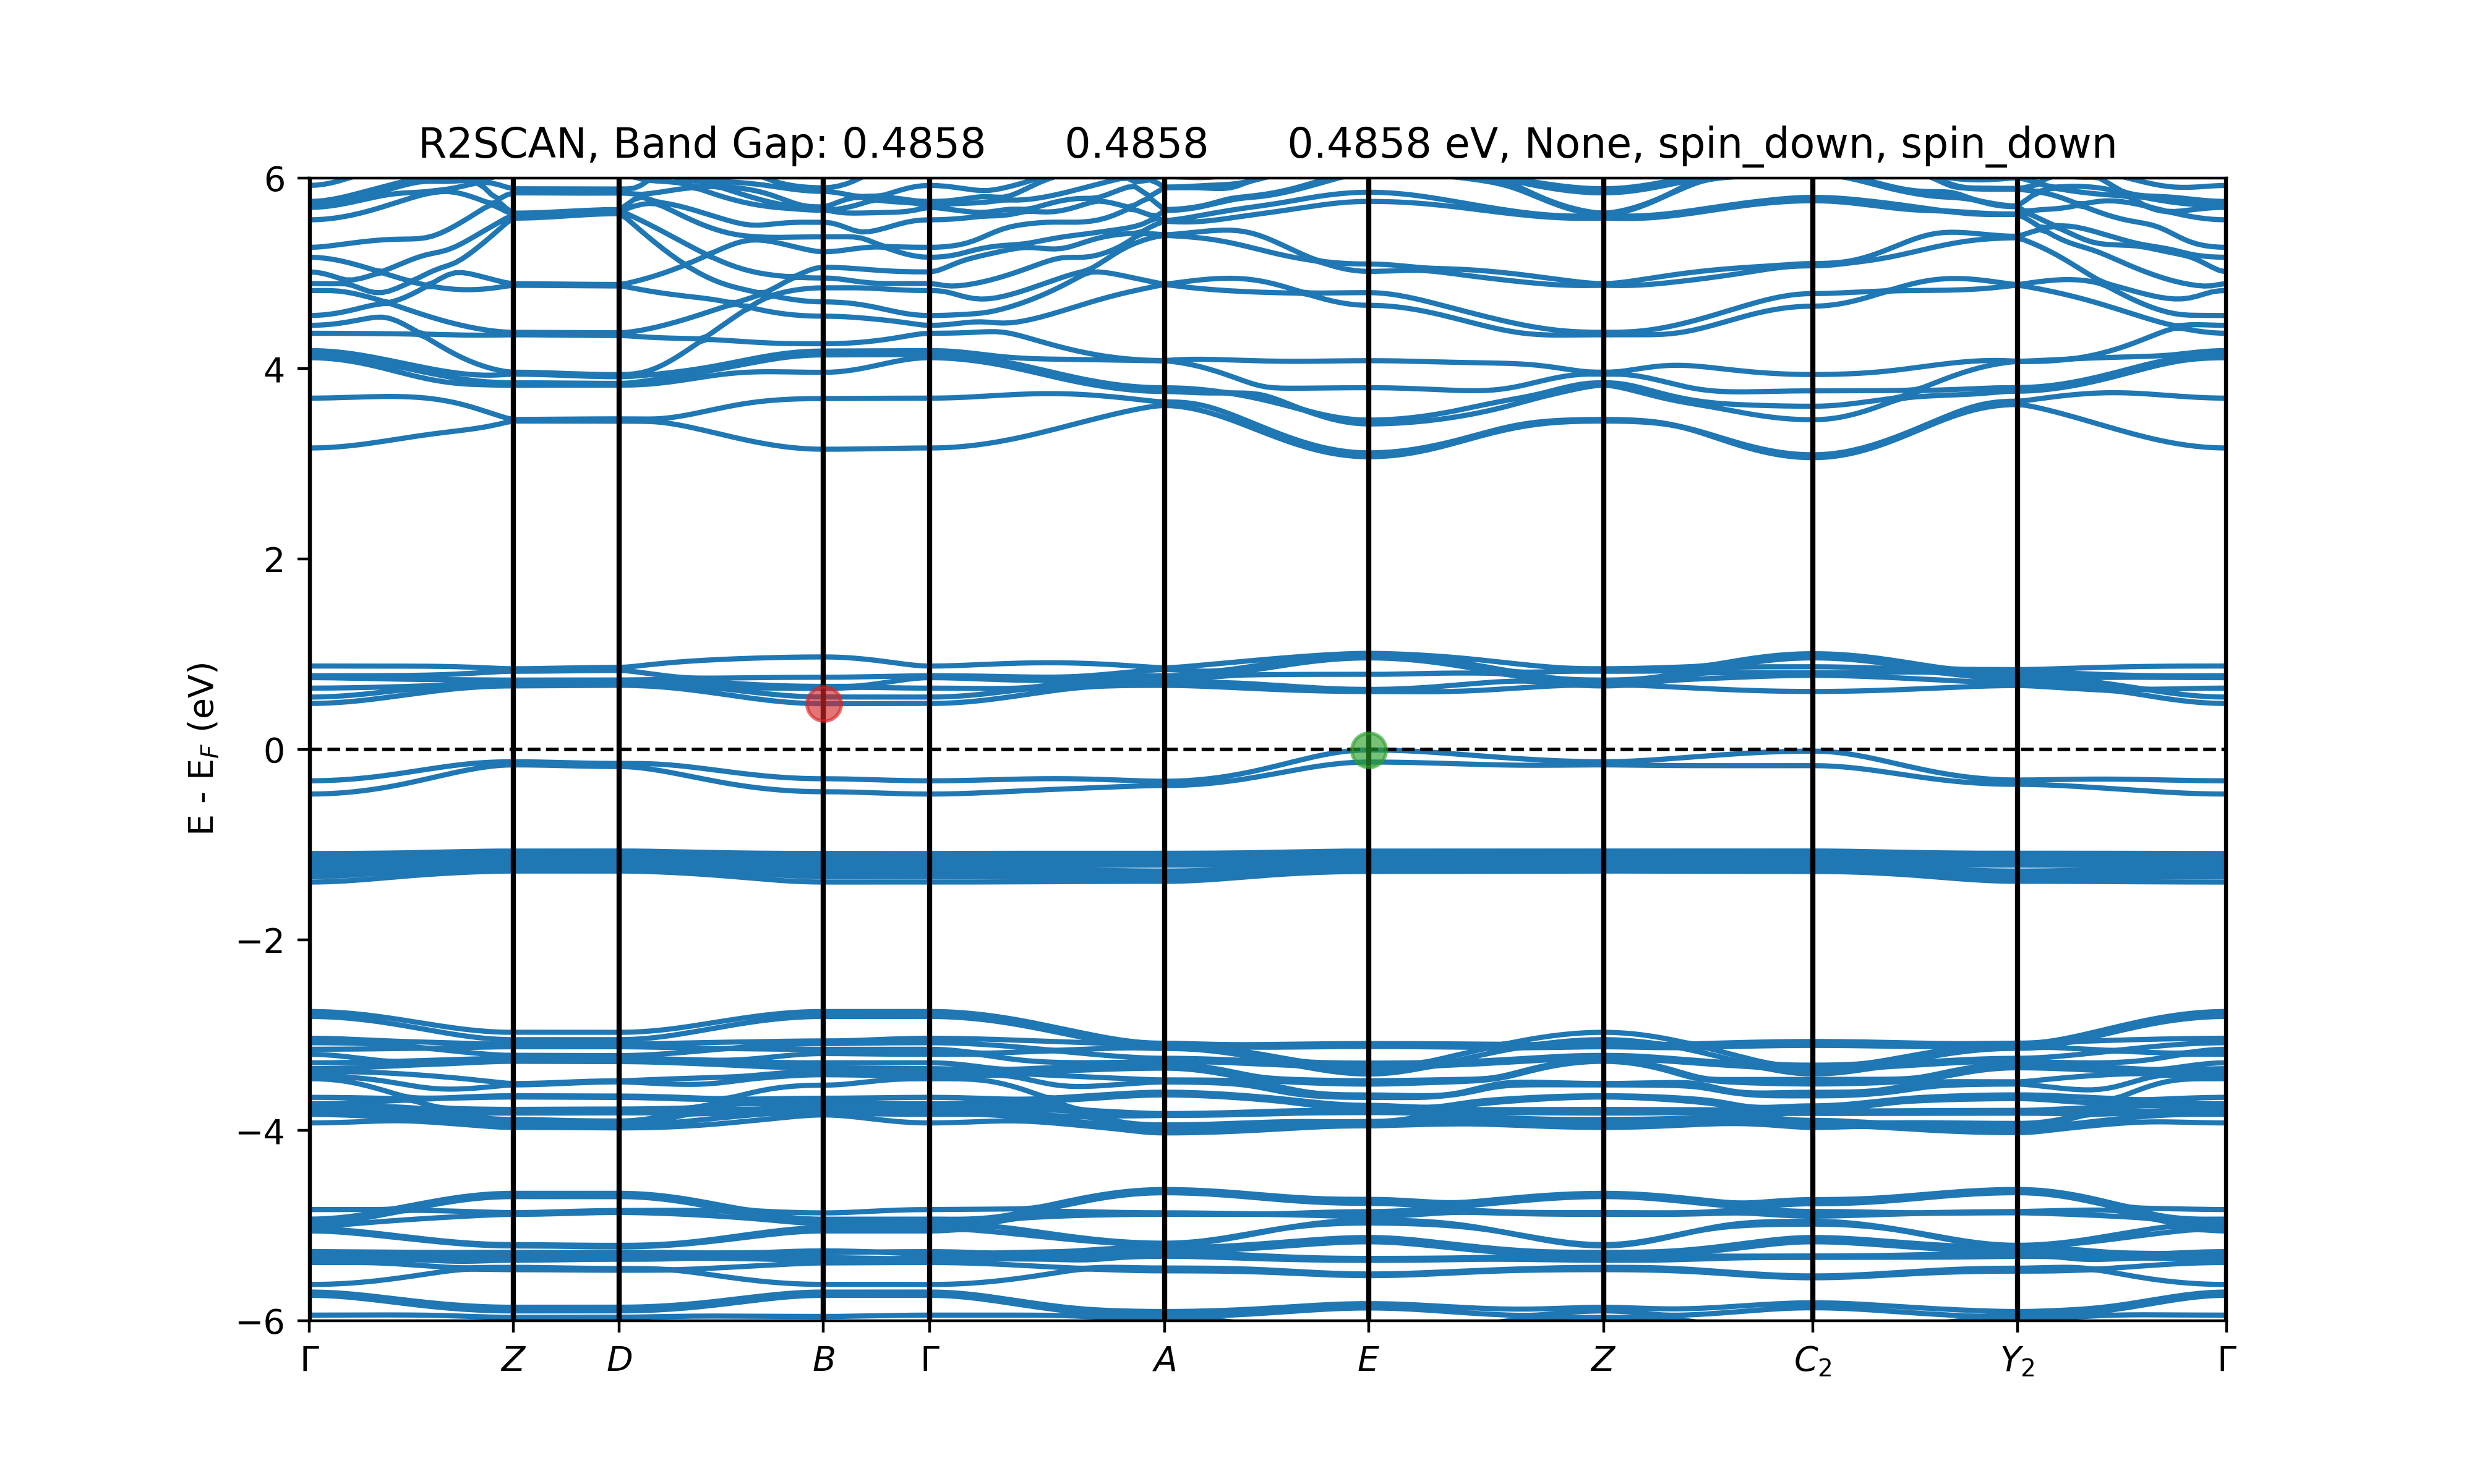 R2SCAN, Band Gap: 0.4858 0.4858 0.4858 eV, None, spin_down, spin_down
E - E_F (eV)
6
4
2
0
−2
−4
−6
Γ Z D B Γ A E Z C₂ Y₂ Γ